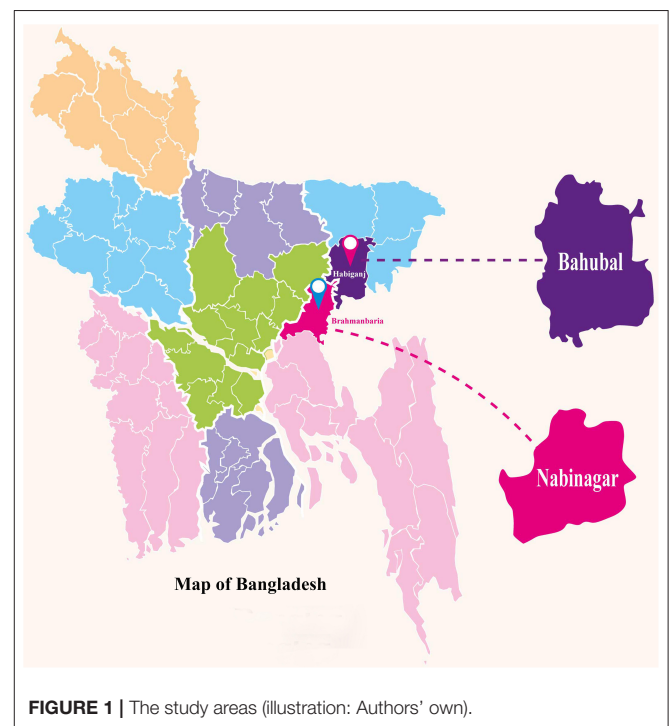 Habiganj
Bahubal
Brahmanbaria
Nabinagar
Map of Bangladesh
FIGURE 1 | The study areas (illustration: Authors’ own).